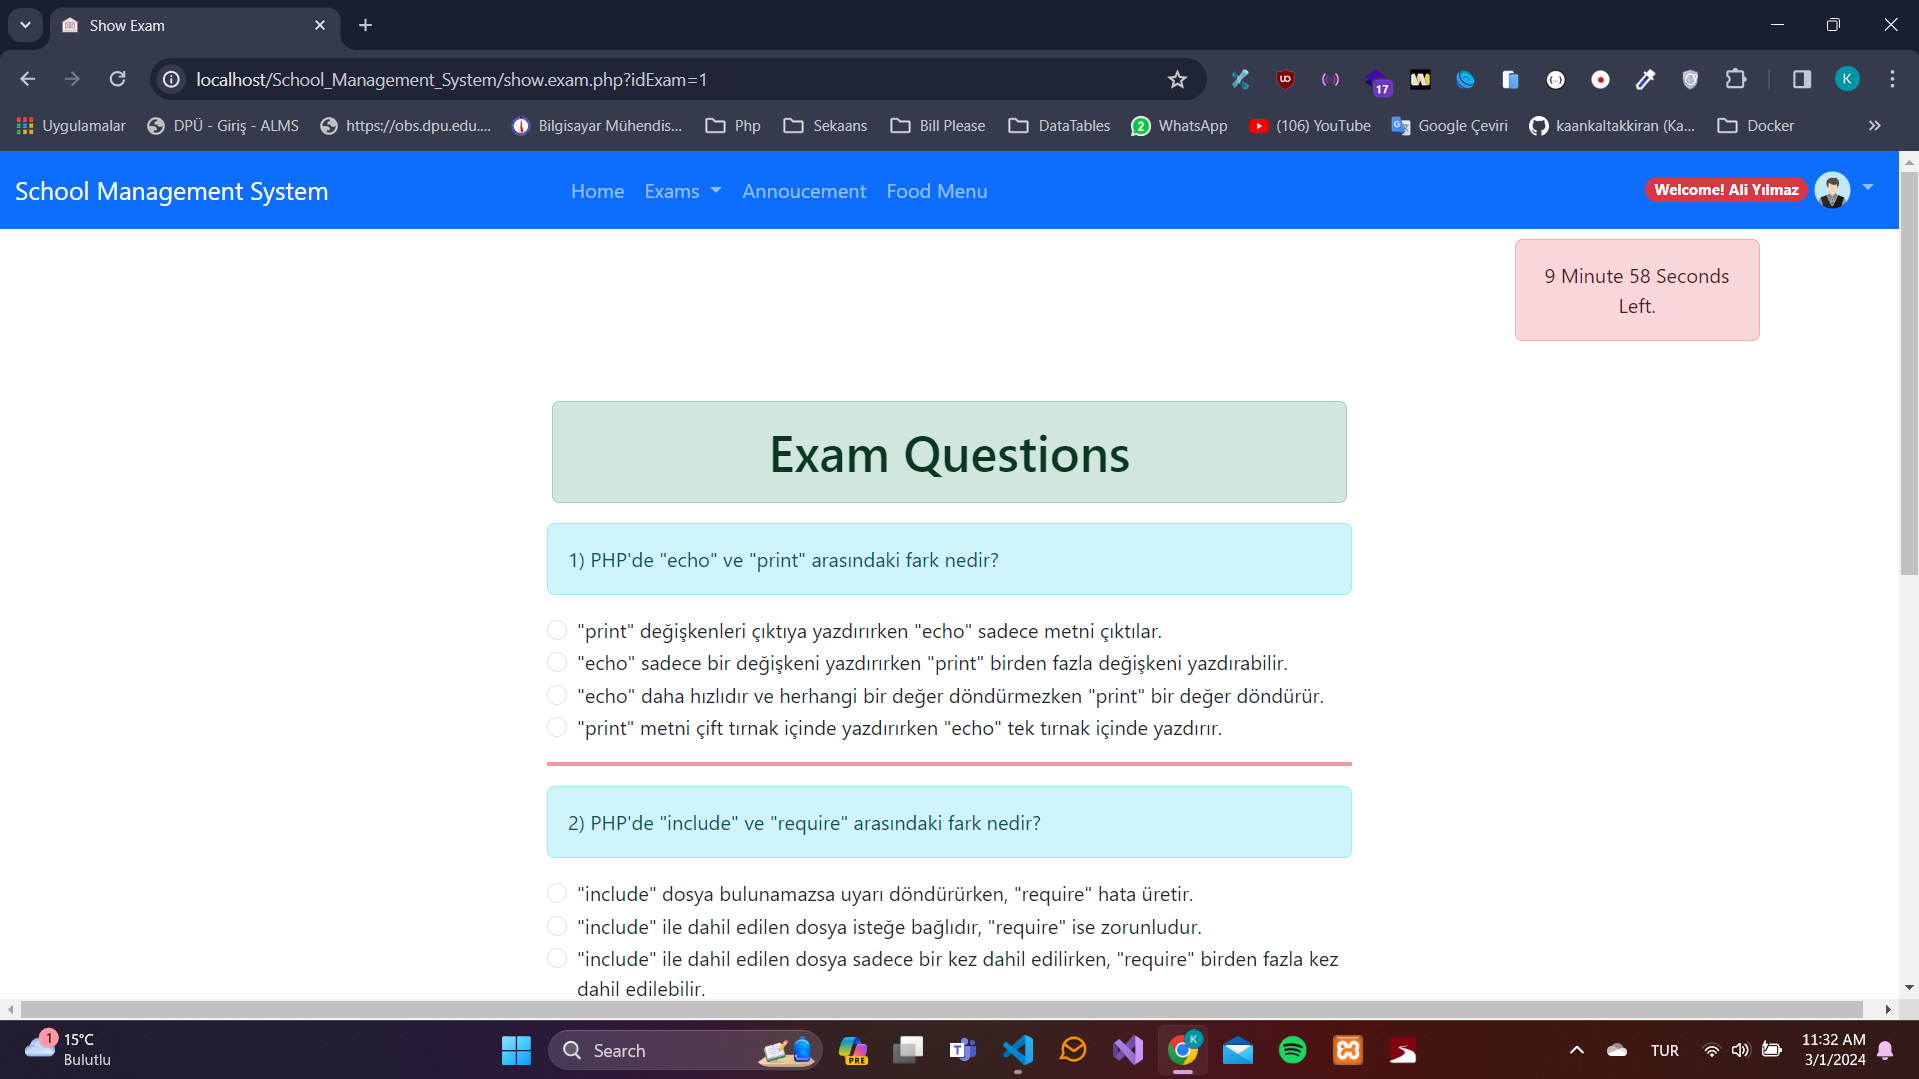 Show Exam
localhost/School_Management_System/show.exam.php?idExam=1
17
K
Uygulamalar
DPÜ - Giriş - ALMS
https://obs.dpu.edu....
Bilgisayar Mühendis...
Php
Sekaans
Bill Please
DataTables
2
WhatsApp
(106) YouTube
Google Çeviri
kaankaltakkiran (Ka...
Docker
School Management System
Home
Exams
Annoucement
Food Menu
Welcome! Ali Yılmaz
9 Minute 58 Seconds
Left.
Exam Questions
1) PHP'de "echo" ve "print" arasındaki fark nedir?
"print" değişkenleri çıktıya yazdırırken "echo" sadece metni çıktılar.
"echo" sadece bir değişkeni yazdırırken "print" birden fazla değişkeni yazdırabilir.
"echo" daha hızlıdır ve herhangi bir değer döndürmezken "print" bir değer döndürür.
"print" metni çift tırnak içinde yazdırırken "echo" tek tırnak içinde yazdırır.
2) PHP'de "include" ve "require" arasındaki fark nedir?
"include" dosya bulunamazsa uyarı döndürürken, "require" hata üretir.
"include" ile dahil edilen dosya isteğe bağlıdır, "require" ise zorunludur.
"include" ile dahil edilen dosya sadece bir kez dahil edilirken, "require" birden fazla kez
dahil edilebilir.
1
15°C
Bulutlu
Search
PRE
K
TUR
11:32 AM
3/1/2024